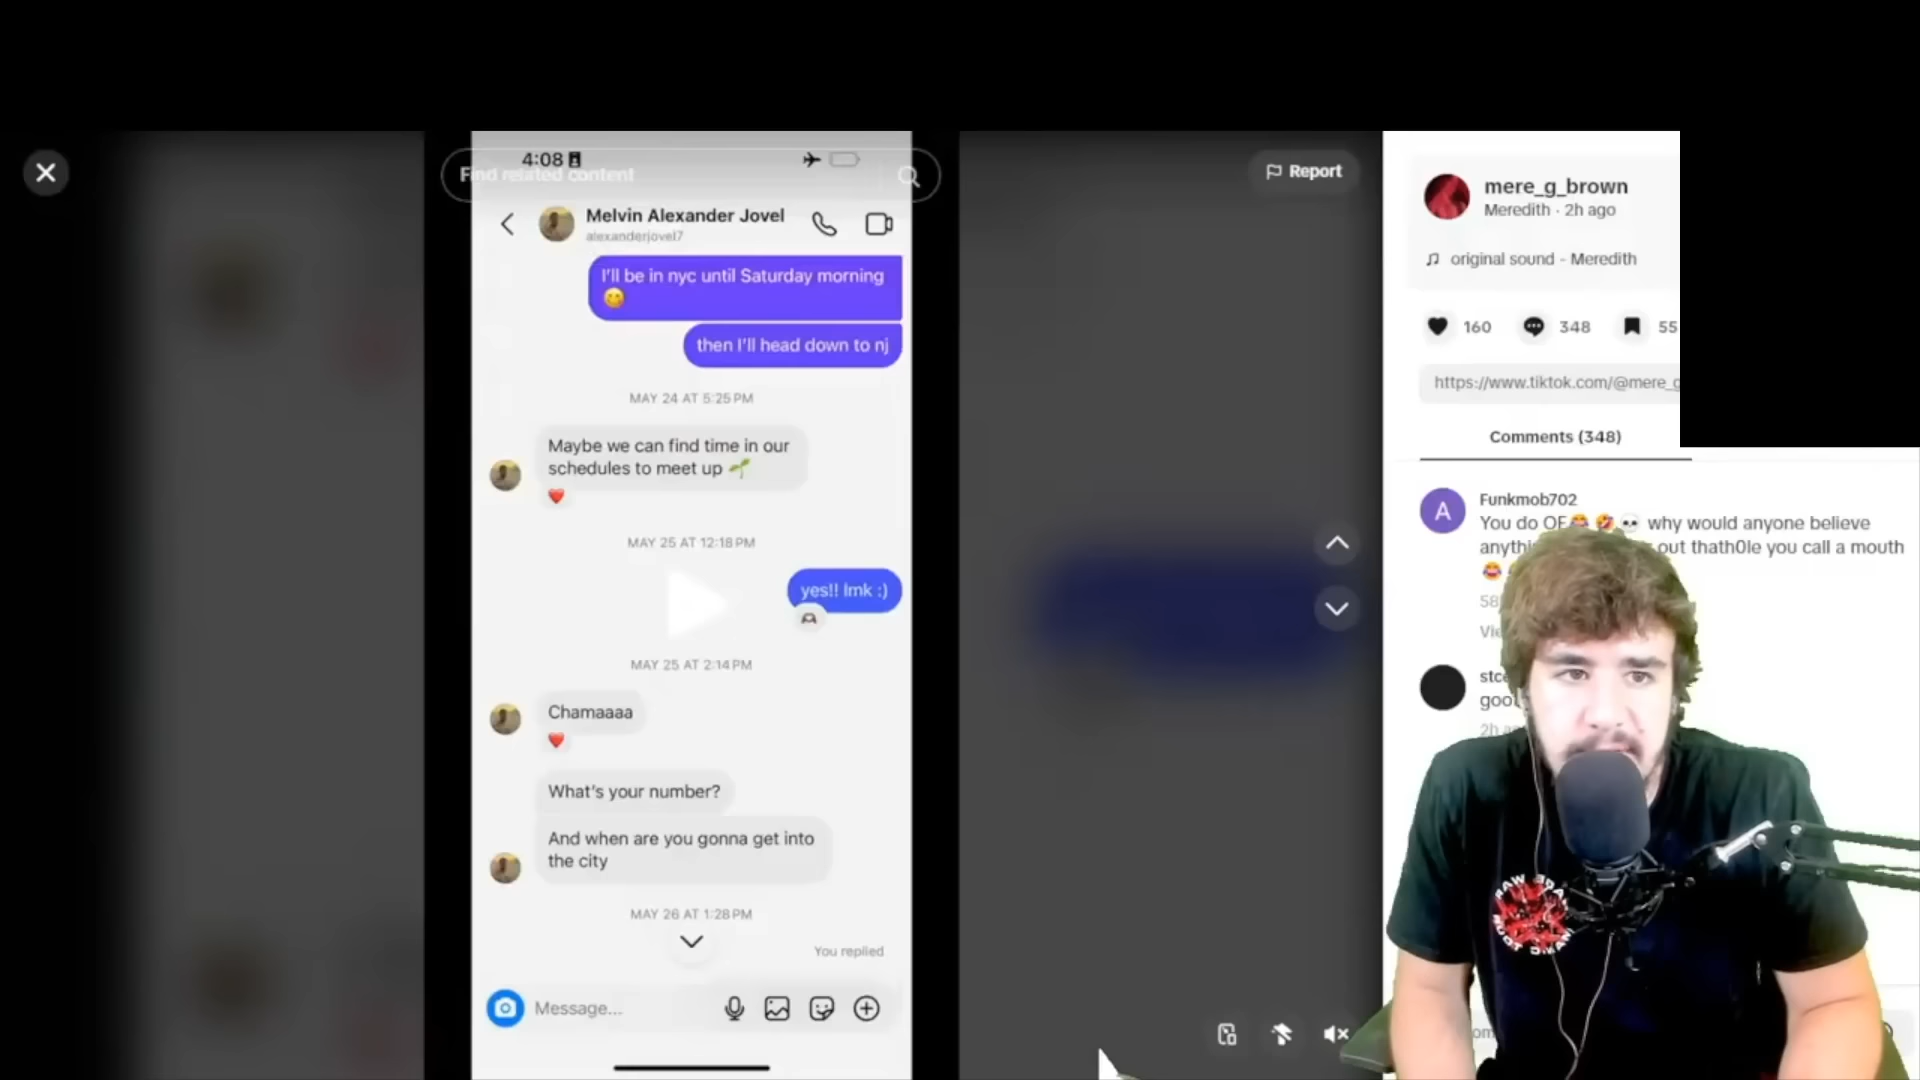 4:08
Find related content
Melvin Alexander Jovel
alexanderjovel7
I'll be in nyc until Saturday morning
😋
then I'll head down to nj
MAY 24 AT 5:25 PM
Maybe we can find time in our
schedules to meet up 🌱
❤️
MAY 25 AT 12:18 PM
yes!! lmk :)
MAY 25 AT 2:14 PM
Chamaaaa
❤️
What's your number?
And when are you gonna get into
the city
MAY 26 AT 1:28 PM
You replied
Message...
Report
mere_g_brown
Meredith · 2h ago
original sound - Meredith
160
348
55
https://www.tiktok.com/@mere_g
Comments (348)
A
Funkmob702
You do OF😂 🤣 💀 why would anyone believe
out thath0le you call a mouth
😂
2h
RAW